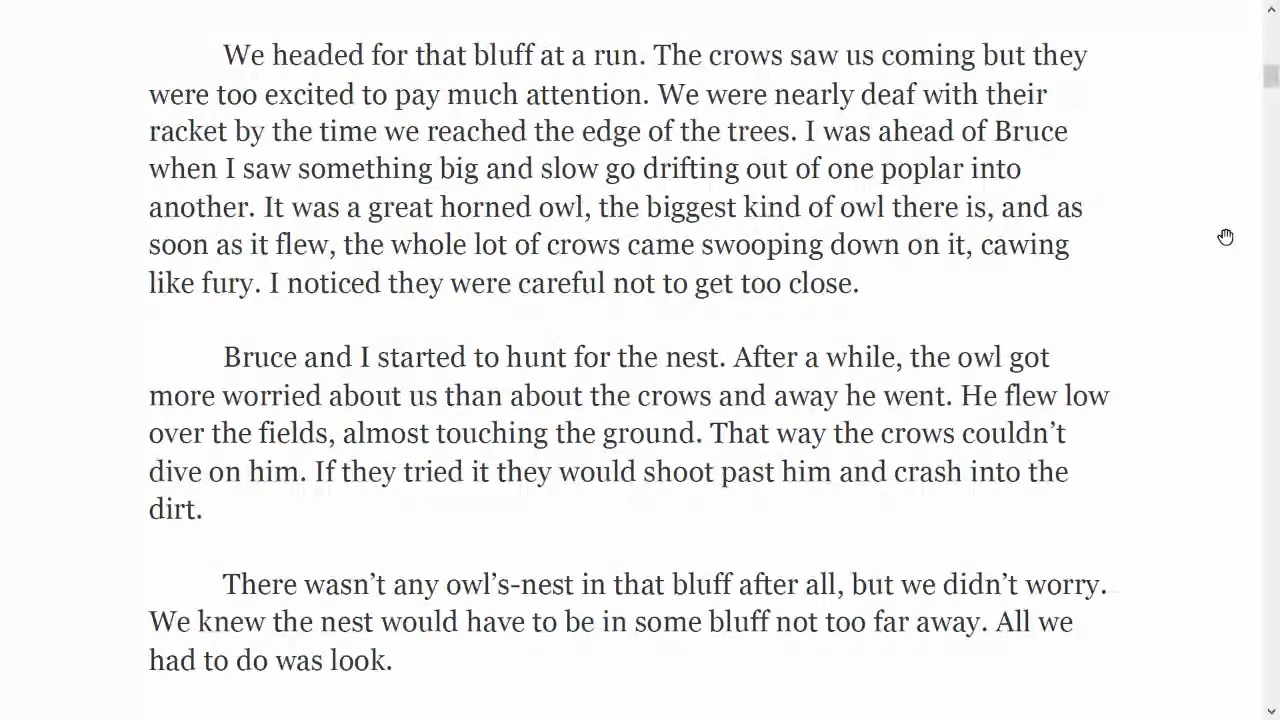 We headed for that bluff at a run. The crows saw us coming but they
were too excited to pay much attention. We were nearly deaf with their
racket by the time we reached the edge of the trees. I was ahead of Bruce
when I saw something big and slow go drifting out of one poplar into
another. It was a great horned owl, the biggest kind of owl there is, and as
soon as it flew, the whole lot of crows came swooping down on it, cawing
like fury. I noticed they were careful not to get too close.
Bruce and I started to hunt for the nest. After a while, the owl got
more worried about us than about the crows and away he went. He flew low
over the fields, almost touching the ground. That way the crows couldn’t
dive on him. If they tried it they would shoot past him and crash into the
dirt.
There wasn’t any owl’s-nest in that bluff after all, but we didn’t worry.
We knew the nest would have to be in some bluff not too far away. All we
had to do was look.